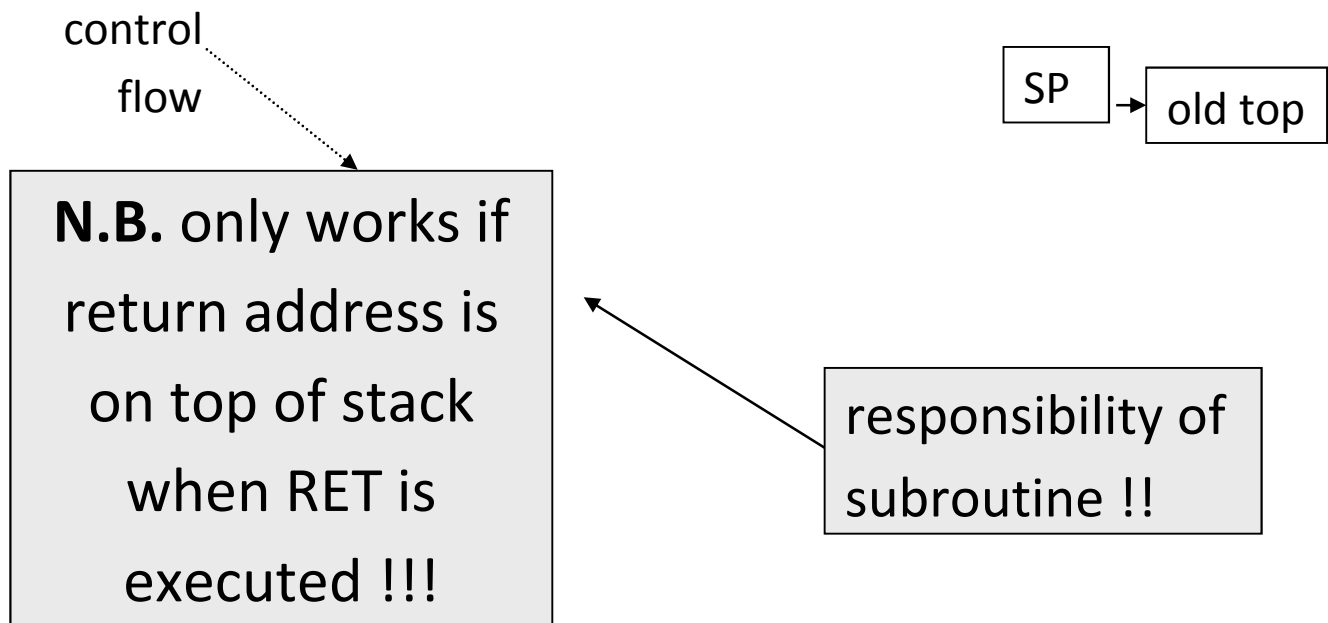 control
flow
SP
old top
N.B. only works if
return address is
on top of stack
when RET is
executed !!!
responsibility of
subroutine !!